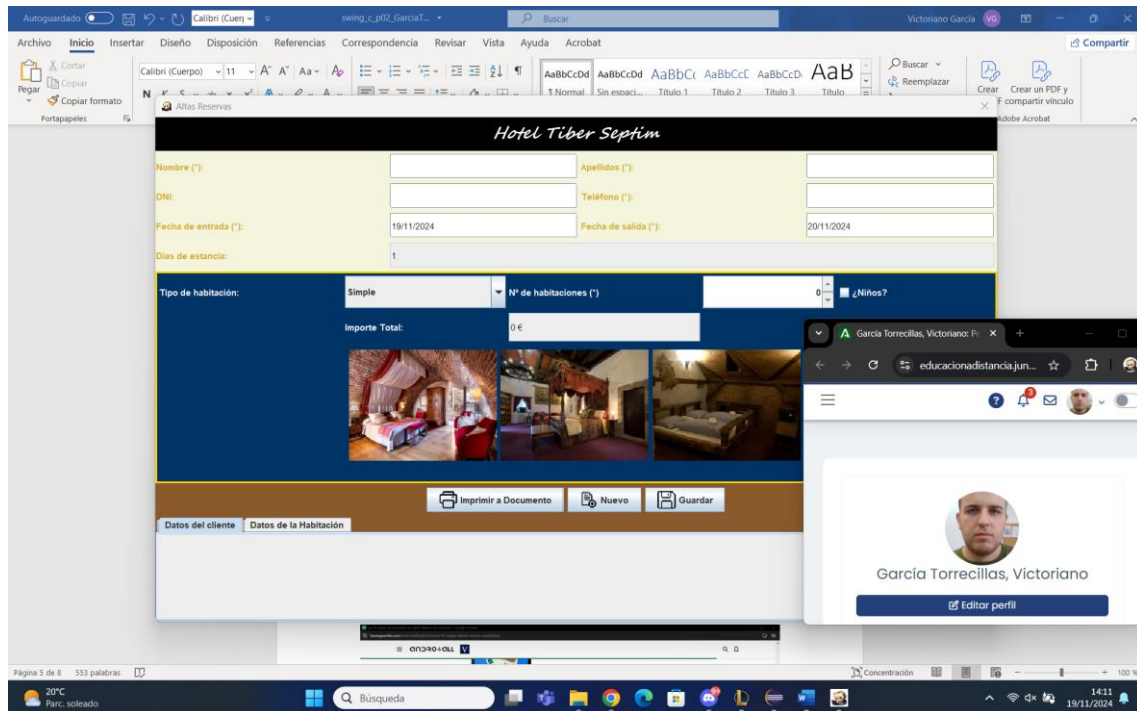 Autoguardado
Calibri (Cuerp
swing_c_p02_GarciaT...
Buscar
Victoriano García
VG
Archivo Inicio Insertar Diseño Disposición Referencias Correspondencia Revisar Vista Ayuda Acrobat
Compartir
Pegar
Cortar
Copiar
Copiar formato
Portapapeles
Calibri (Cuerpo) 11
AaBbCcDd AaBbCcDd AaBbCc AaBbCcE AaBbCcD AaB
1 Normal Sin espaci... Título 1 Título 2 Título 3 Título
Buscar
Reemplazar
Crear
Crear un PDF y
F compartir vínculo
Adobe Acrobat
Altas Reservas
Hotel Tiber Septim
Nombre (*):
Apellidos (*):
DNI:
Teléfono (*):
Fecha de entrada (*):
19/11/2024
Fecha de salida (*):
20/11/2024
Días de estancia:
1
Tipo de habitación:
Simple
Nº de habitaciones (*)
0
¿Niños?
Importe Total:
0 €
Imprimir a Documento
Nuevo
Guardar
Datos del cliente
Datos de la Habitación
García Torrecillas, Victoriano: Pe
educacionadistancia.jun...
3
García Torrecillas, Victoriano
Editar perfil
Página 5 de 8 553 palabras
Concentración
100 %
20°C
Parc. soleado
Búsqueda
14:11
19/11/2024